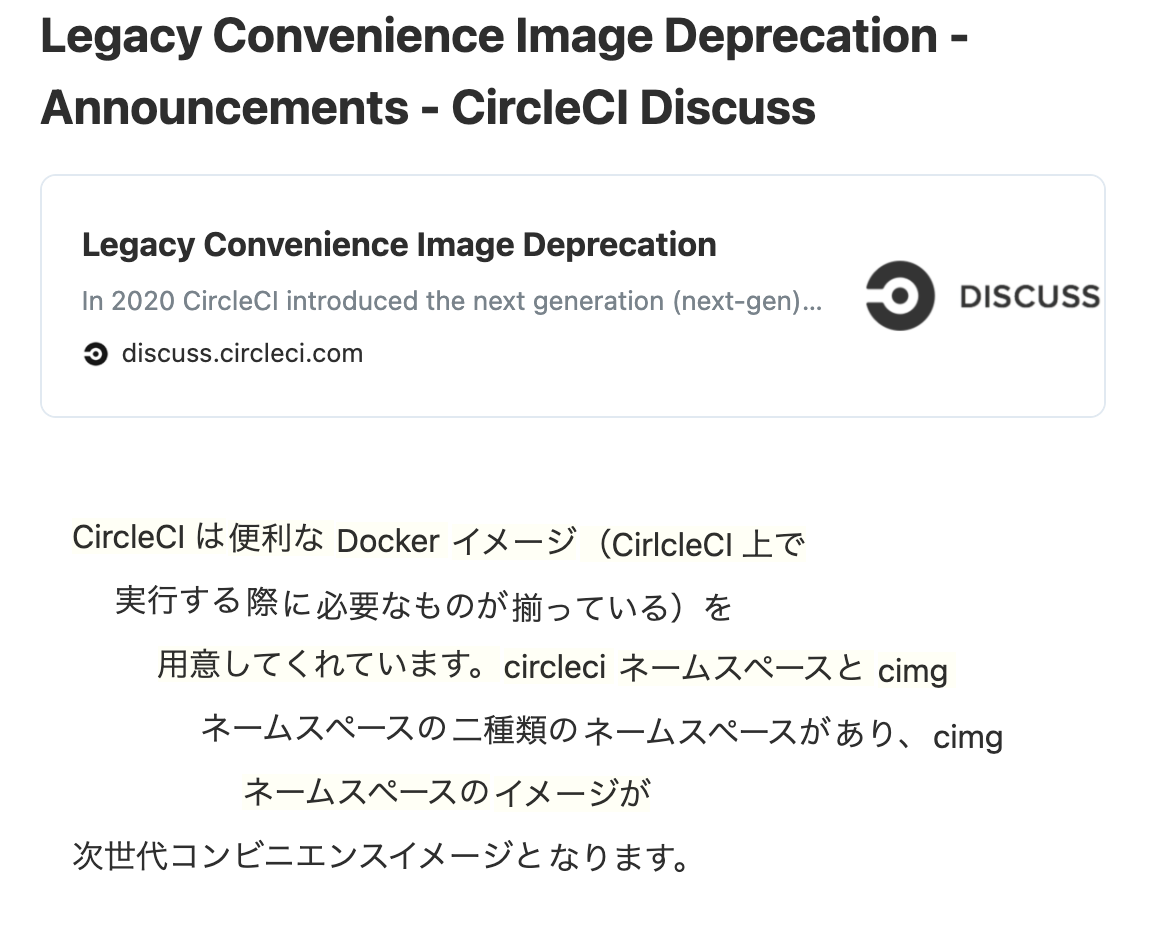 Legacy Convenience Image Deprecation -
Announcements - CircleCI Discuss
Legacy Convenience Image Deprecation
In 2020 CircleCI introduced the next generation (next-gen)...
discuss.circleci.com
DISCUSS
CircleCI は便利な Docker イメージ（CirlcleCI 上で
実行する際に必要なものが揃っている）を
用意してくれています。circleci ネームスペースと cimg
ネームスペースの二種類のネームスペースがあり、cimg
ネームスペースのイメージが
次世代コンビニエンスイメージとなります。